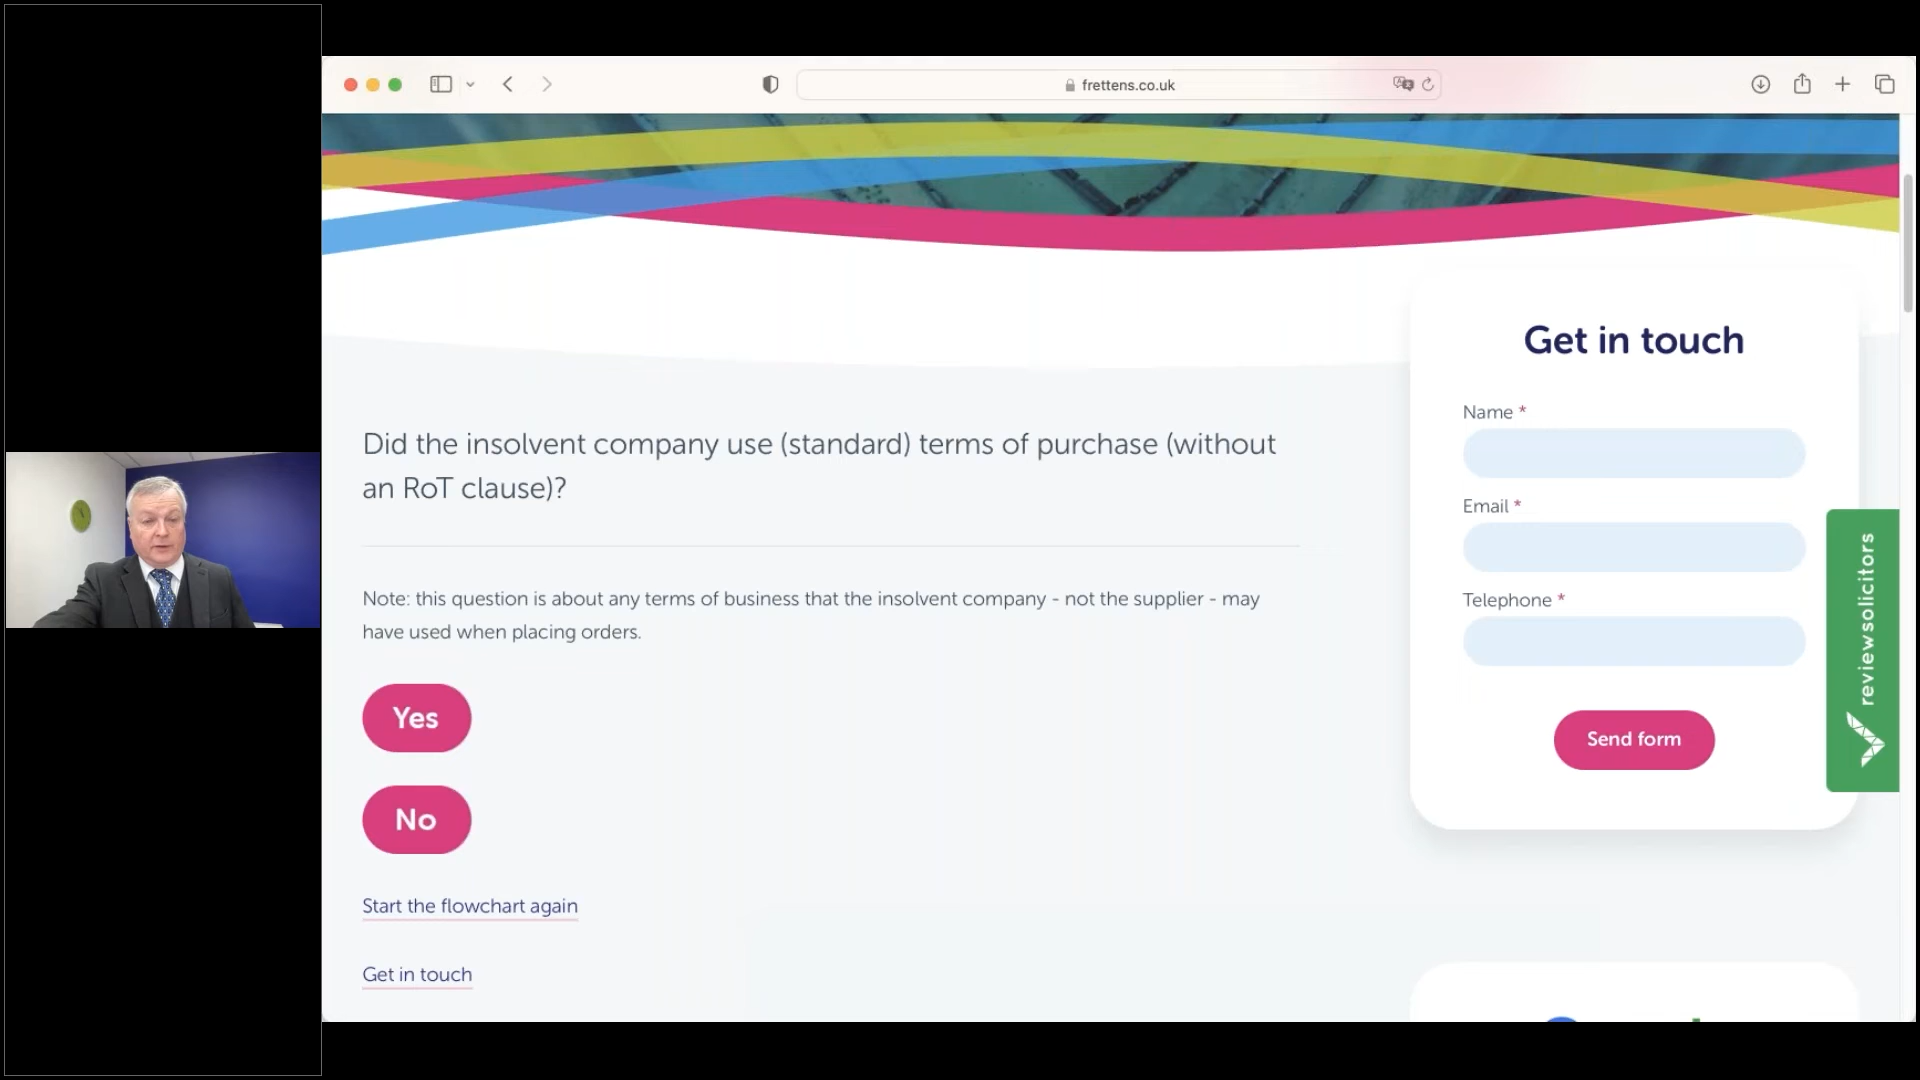 frettens.co.uk
Did the insolvent company use (standard) terms of purchase (without
an RoT clause)?
Note: this question is about any terms of business that the insolvent company - not the supplier - may
have used when placing orders.
Yes
No
Start the flowchart again
Get in touch
Get in touch
Name *
Email *
Telephone *
Send form
reviewsolicitors